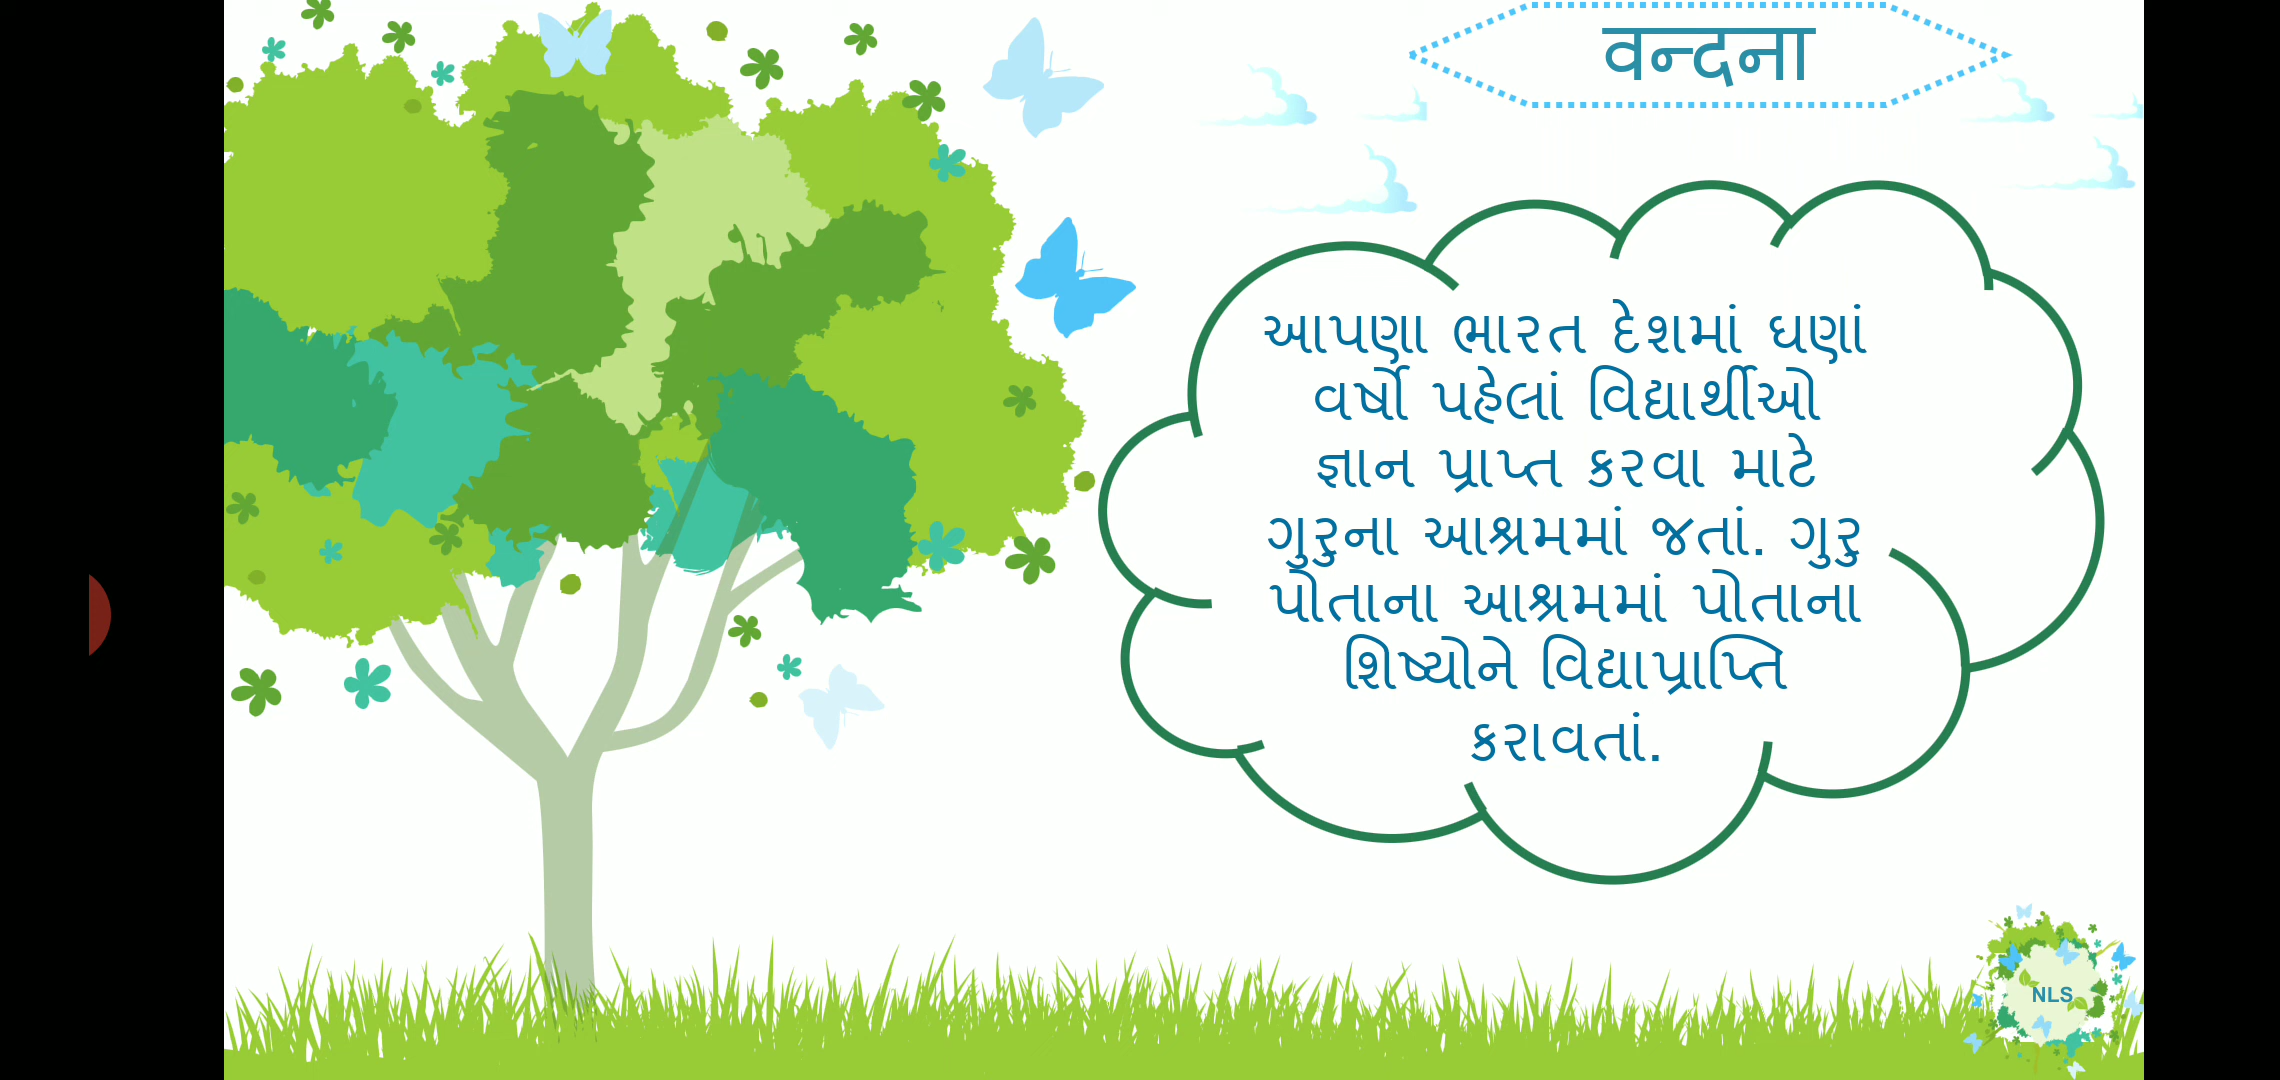 वन्दना
આપણા ભારત દેશમાં ઘણાં
વર્ષો પહેલાં વિદ્યાર્થીઓ
જ્ઞાન પ્રાપ્ત કરવા માટે
ગુરુના આશ્રમમાં જતાં. ગુરુ
પોતાના આશ્રમમાં પોતાના
શિષ્યોને વિદ્યાપ્રાપ્તિ
કરાવતાં.
NLS